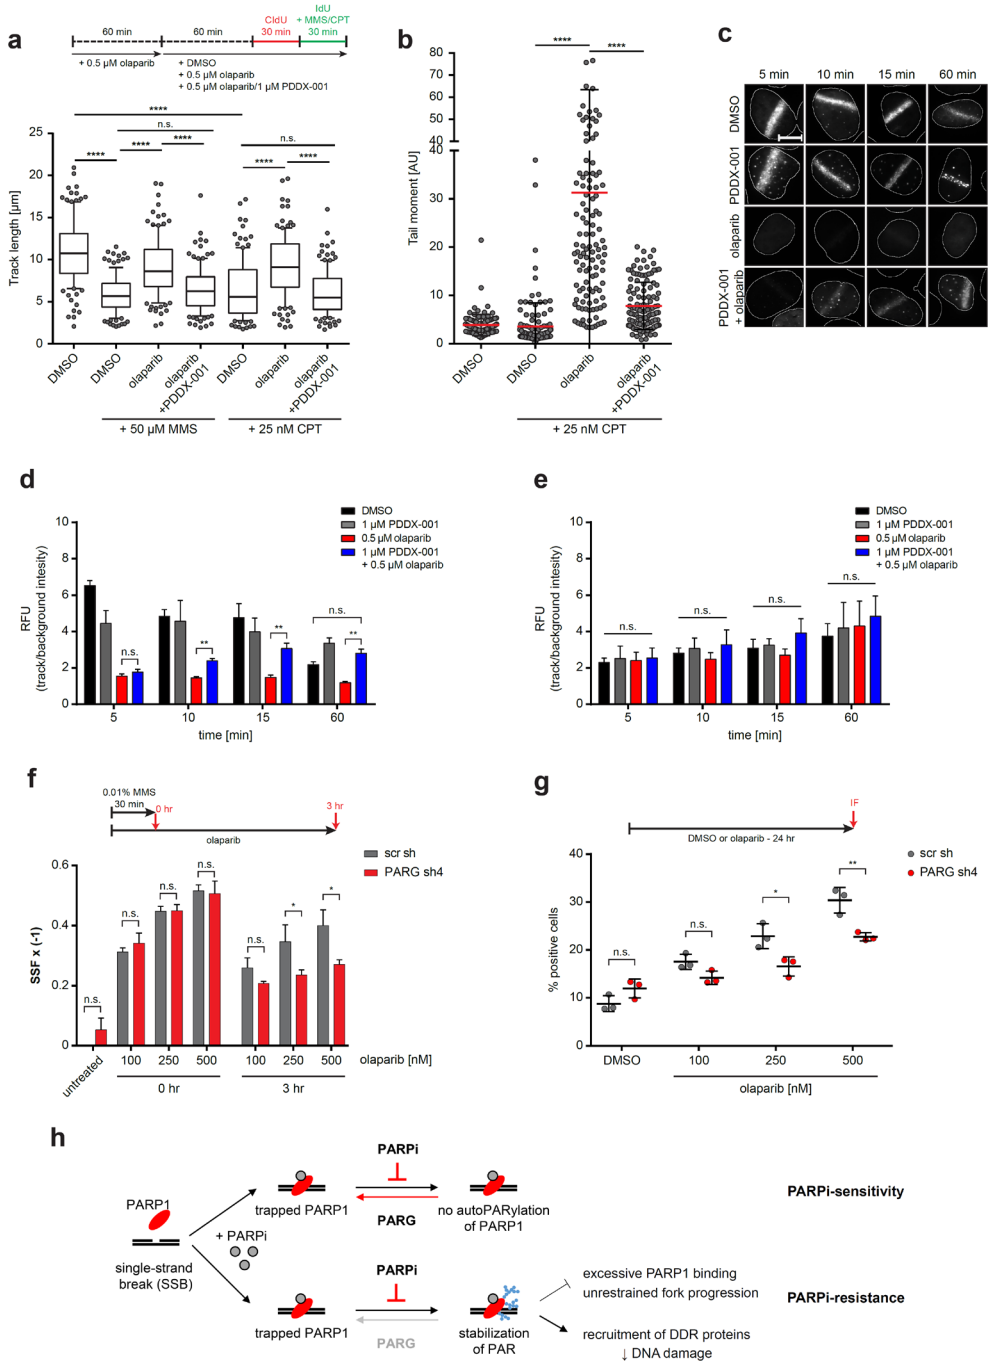 a
60 min
60 min
CldU
30 min
IdU
+ MMS/CPT
30 min
+ 0.5 µM olaparib
+ DMSO
+ 0.5 µM olaparib
+ 0.5 µM olaparib/1 µM PDDX-001
****
n.s.
n.s.
**** **** ****
**** ****
Track length [µm]
25
20
15
10
5
0
DMSO
DMSO
olaparib
olaparib
+PDDX-001
DMSO
olaparib
olaparib
+PDDX-001
+ 50 µM MMS
+ 25 nM CPT
b
**** ****
Tail moment [AU]
80
70
60
50
40
40
30
20
10
0
DMSO
DMSO
olaparib
olaparib
+PDDX-001
+ 25 nM CPT
c
5 min 10 min 15 min 60 min
DMSO
PDDX-001
olaparib
PDDX-001
+ olaparib
d
DMSO
1 µM PDDX-001
0.5 µM olaparib
1 µM PDDX-001
+ 0.5 µM olaparib
RFU
(track/background intesity)
10
8
6
4
2
0
n.s.
**
**
n.s.
**
5 10 15 60
time [min]
e
DMSO
1 µM PDDX-001
0.5 µM olaparib
1 µM PDDX-001
+ 0.5 µM olaparib
RFU
(track/background intesity)
10
8
6
4
2
0
n.s.
n.s.
n.s.
n.s.
5 10 15 60
time [min]
f
0.01% MMS
30 min
0 hr
3 hr
olaparib
scr sh
PARG sh4
SSF x (-1)
0.6
0.4
0.2
0
n.s.
n.s.
n.s.
n.s.
n.s.
*
*
untreated
100 250 500 100 250 500 olaparib [nM]
0 hr 3 hr
g
IF
DMSO or olaparib - 24 hr
scr sh
PARG sh4
% positive cells
40
30
20
10
0
n.s.
n.s.
*
**
DMSO 100 250 500
olaparib [nM]
h
PARP1
single-strand
break (SSB)
+ PARPi
PARPi
trapped PARP1
PARG
no autoPARylation
of PARP1
PARPi-sensitivity
PARPi
trapped PARP1
PARG
stabilization
of PAR
excessive PARP1 binding
unrestrained fork progression
PARPi-resistance
recruitment of DDR proteins
↓ DNA damage